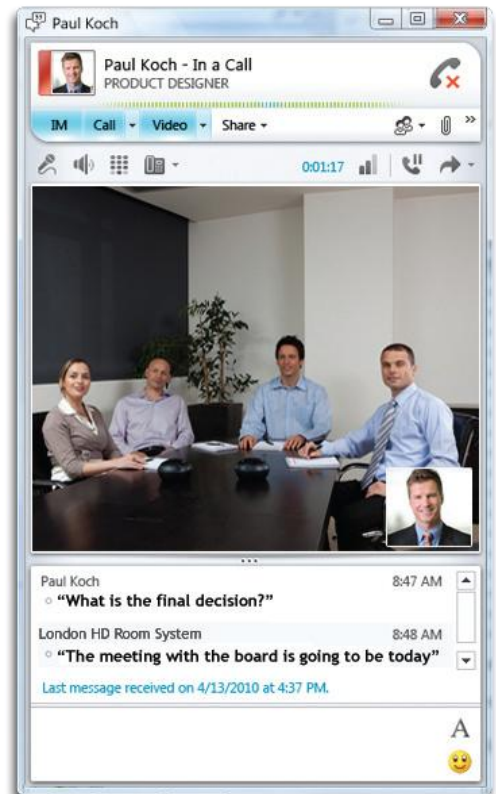 Paul Koch
Paul Koch - In a Call
PRODUCT DESIGNER
IM Call Video Share
0:01:17
Paul Koch 8:47 AM
“What is the final decision?”
London HD Room System 8:48 AM
“The meeting with the board is going to be today”
Last message received on 4/13/2010 at 4:37 PM.
A